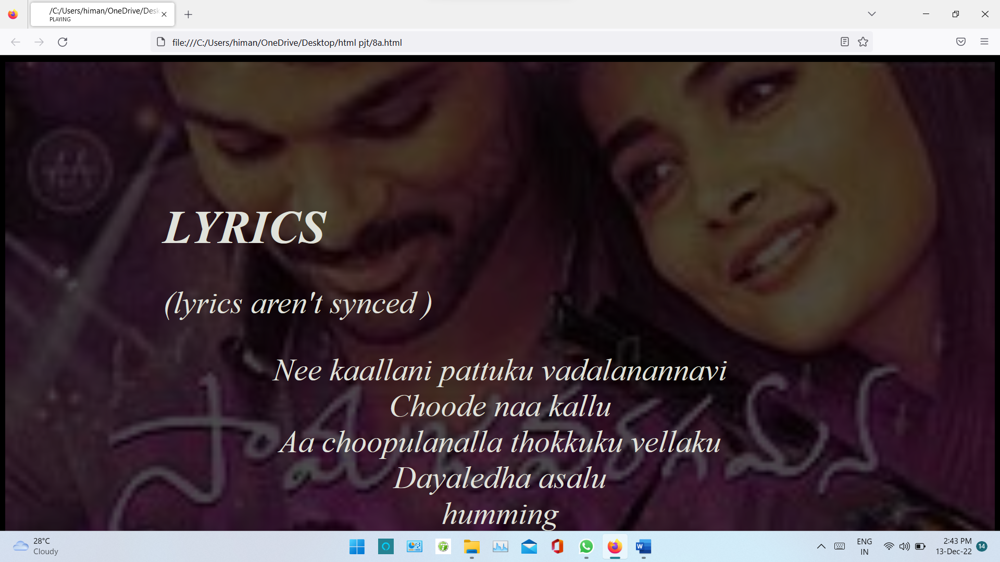 /C:/Users/himan/OneDrive/Desk
PLAYING
file:///C:/Users/himan/OneDrive/Desktop/html pjt/8a.html
LYRICS
(lyrics aren't synced )
Nee kaallani pattuku vadalanannavi
Choode naa kallu
Aa choopulanalla thokkuku vellaku
Dayaledha asalu
humming
28°C
Cloudy
ENG
IN
2:43 PM
13-Dec-22
14